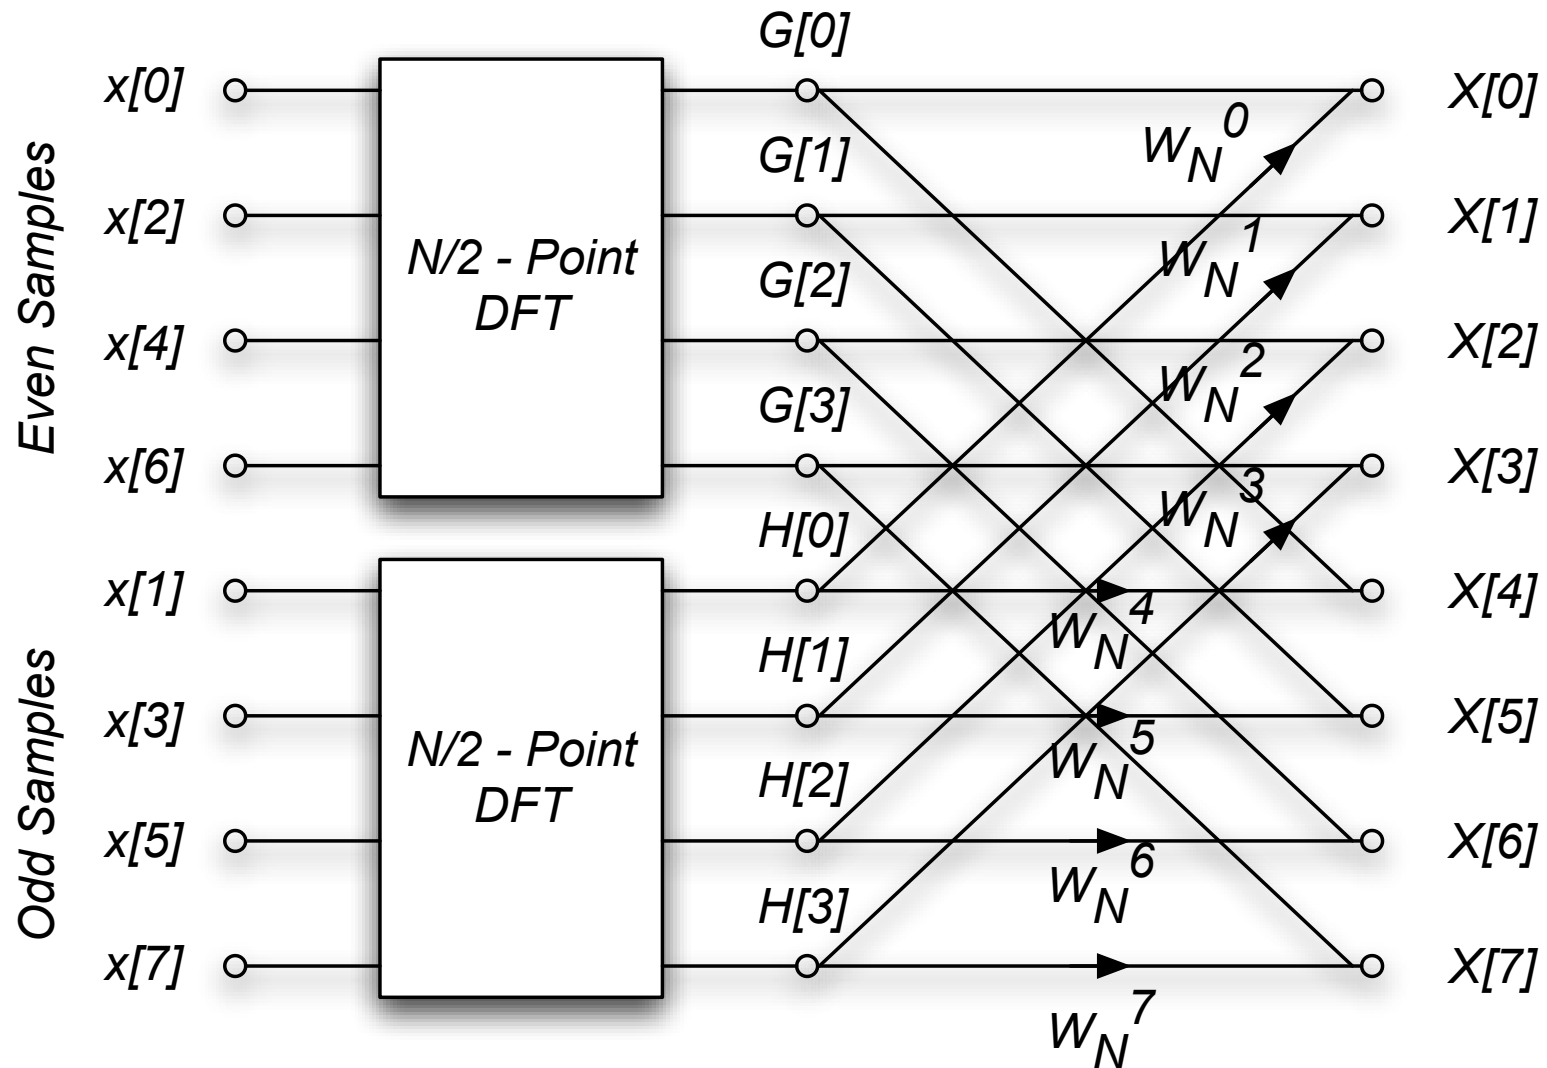 Even Samples
Odd Samples
x[0]
x[2]
x[4]
x[6]
x[1]
x[3]
x[5]
x[7]
N/2 - Point
DFT
N/2 - Point
DFT
G[0]
G[1]
G[2]
G[3]
H[0]
H[1]
H[2]
H[3]
W_N^0
W_N^1
W_N^2
W_N^3
W_N^4
W_N^5
W_N^6
W_N^7
X[0]
X[1]
X[2]
X[3]
X[4]
X[5]
X[6]
X[7]